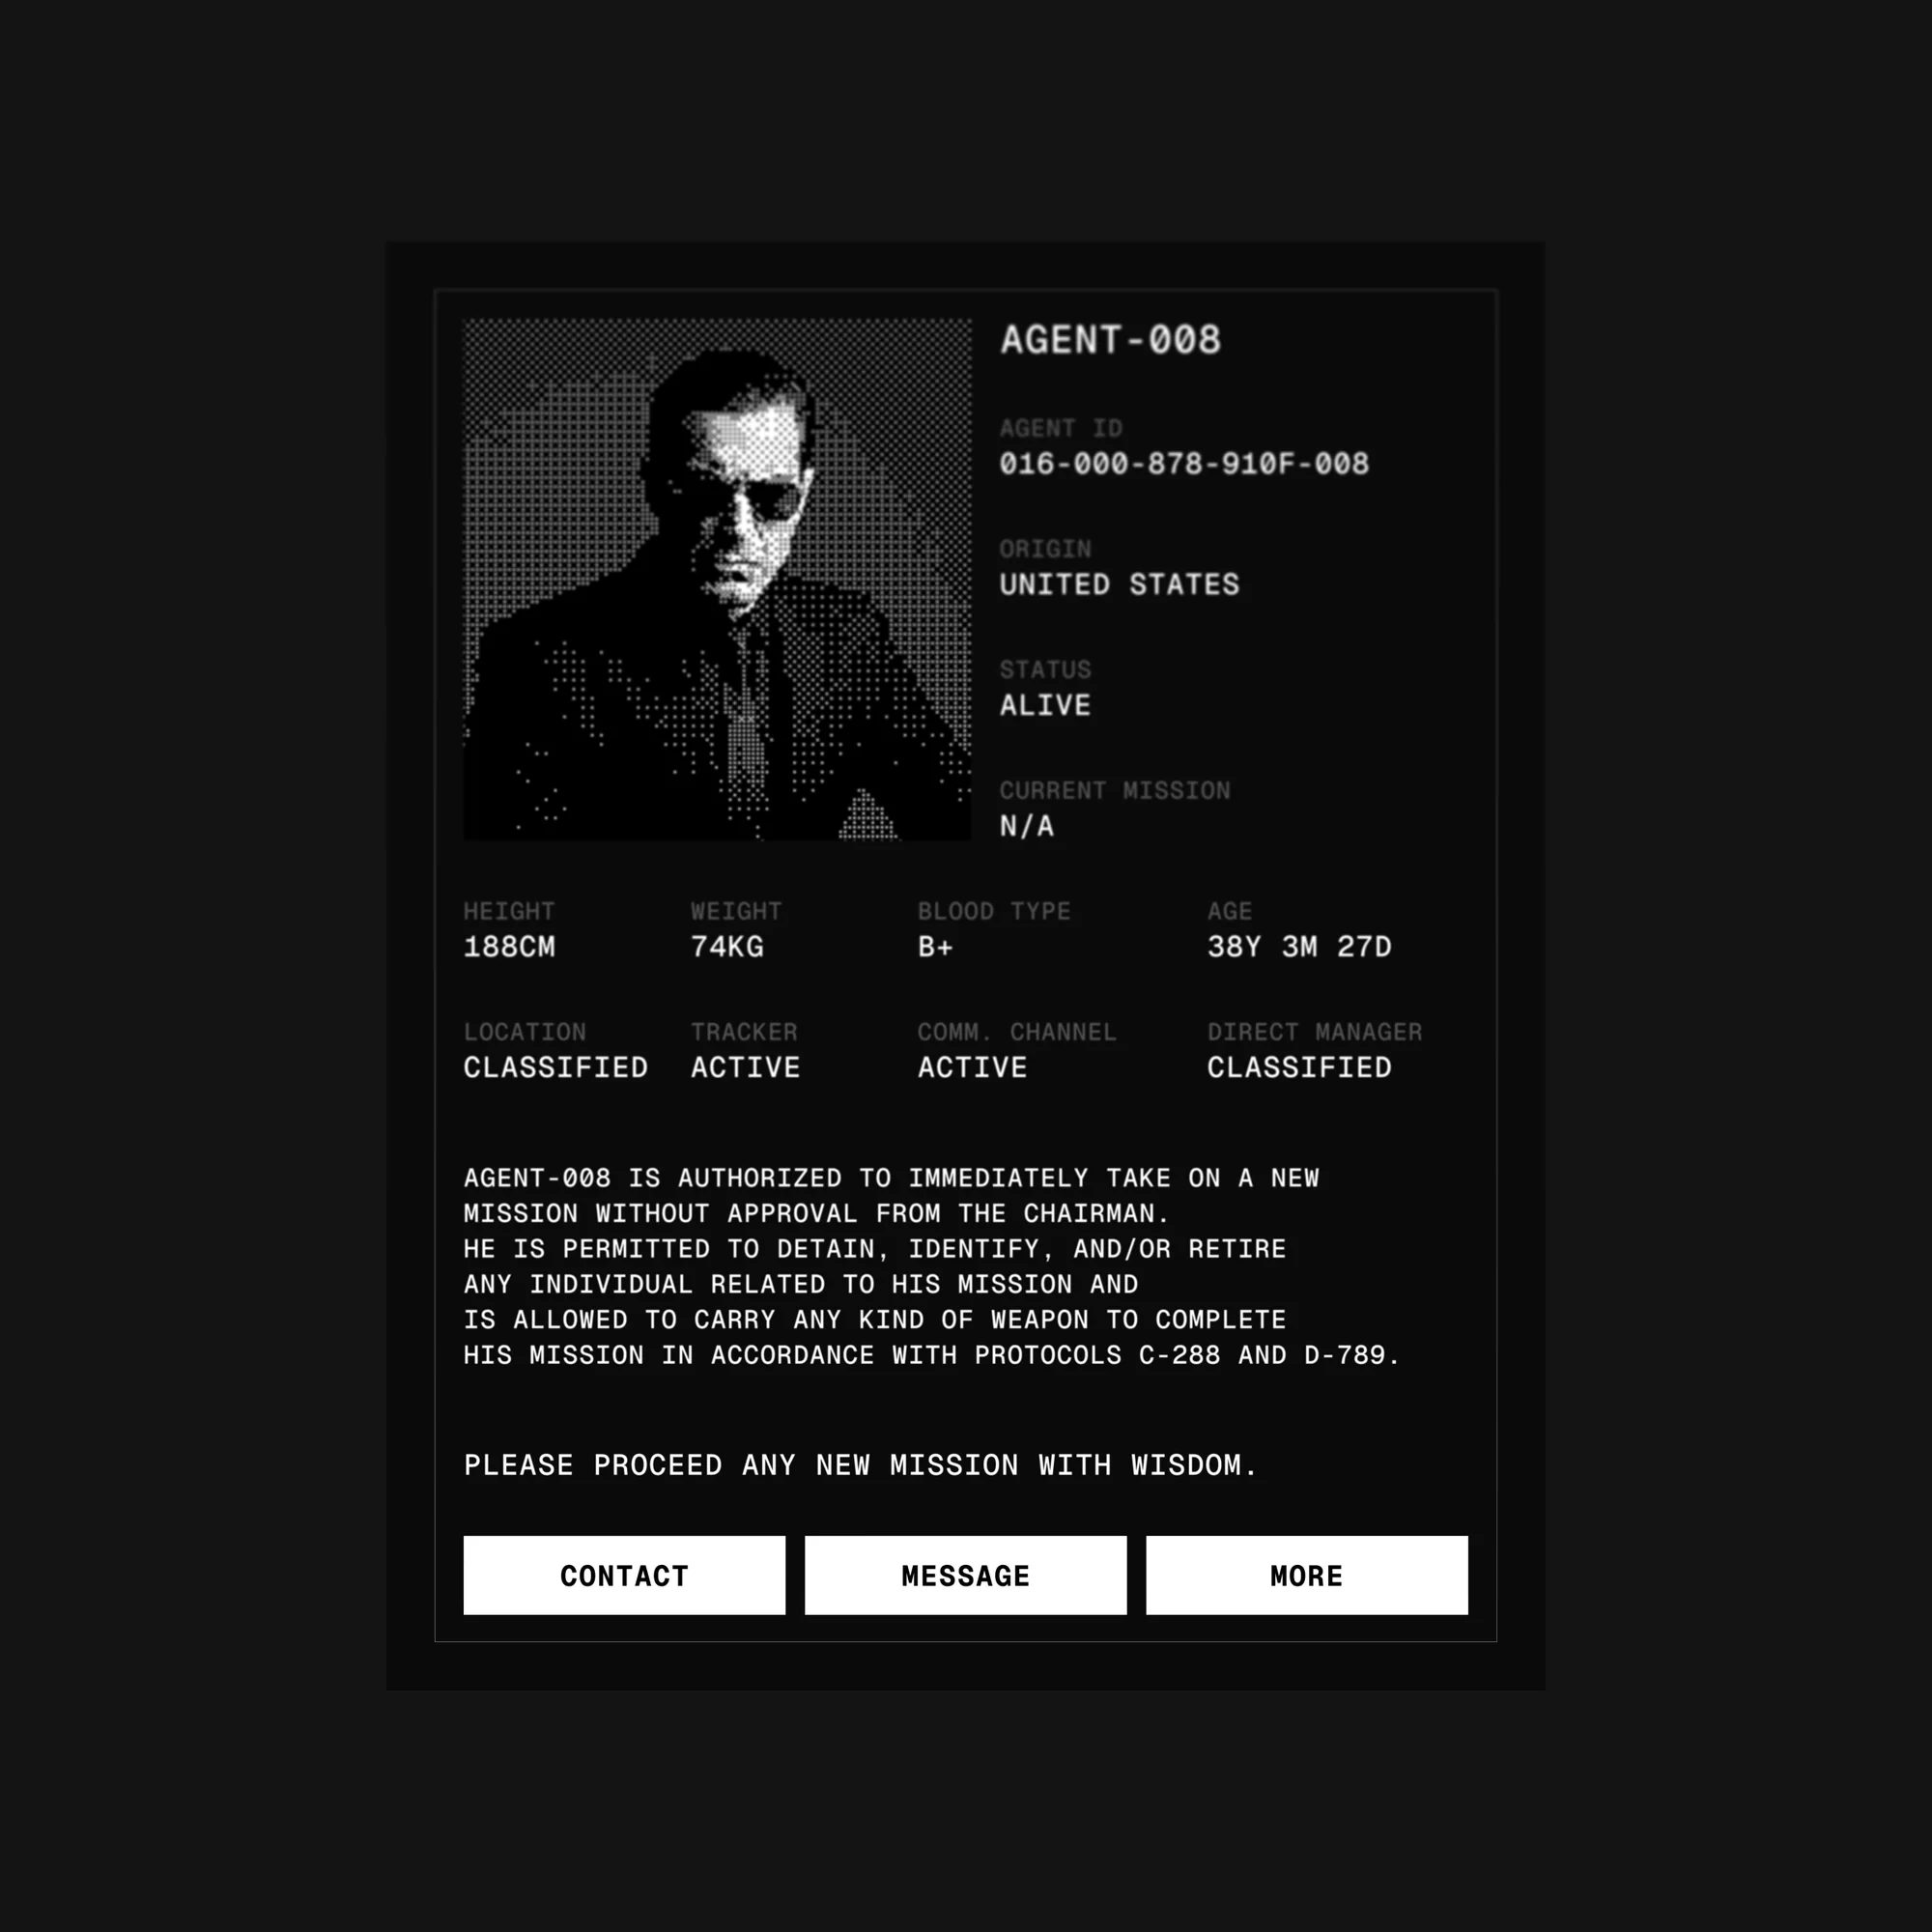 AGENT-008
AGENT ID
016-000-878-910F-008
ORIGIN
UNITED STATES
STATUS
ALIVE
CURRENT MISSION
N/A
HEIGHT WEIGHT BLOOD TYPE AGE
188CM 74KG B+ 38Y 3M 27D
LOCATION TRACKER COMM. CHANNEL DIRECT MANAGER
CLASSIFIED ACTIVE ACTIVE CLASSIFIED
AGENT-008 IS AUTHORIZED TO IMMEDIATELY TAKE ON A NEW
MISSION WITHOUT APPROVAL FROM THE CHAIRMAN.
HE IS PERMITTED TO DETAIN, IDENTIFY, AND/OR RETIRE
ANY INDIVIDUAL RELATED TO HIS MISSION AND
IS ALLOWED TO CARRY ANY KIND OF WEAPON TO COMPLETE
HIS MISSION IN ACCORDANCE WITH PROTOCOLS C-288 AND D-789.
PLEASE PROCEED ANY NEW MISSION WITH WISDOM.
CONTACT MESSAGE MORE